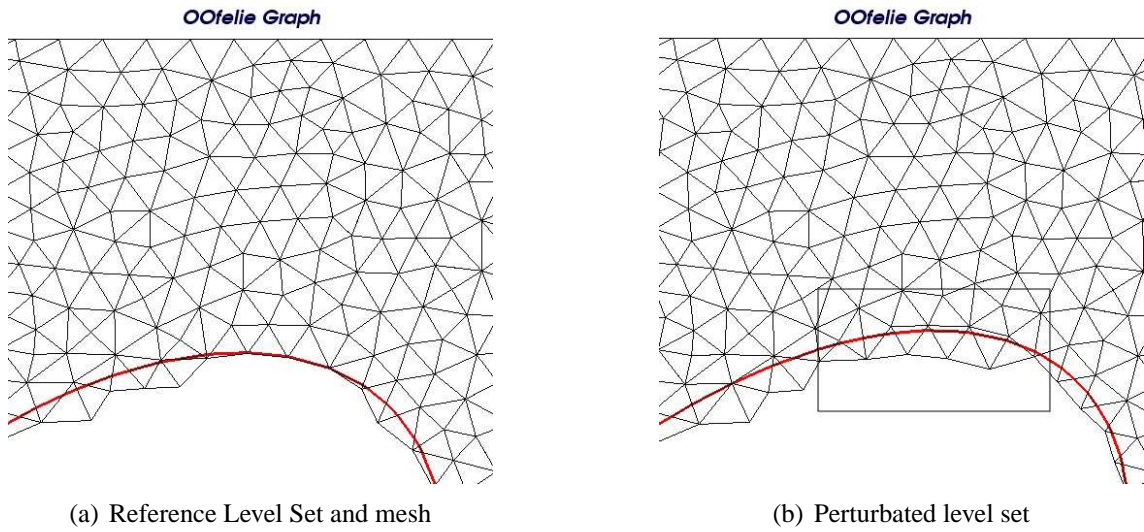 OOfelie Graph
OOfelie Graph
(a) Reference Level Set and mesh
(b) Perturbated level set